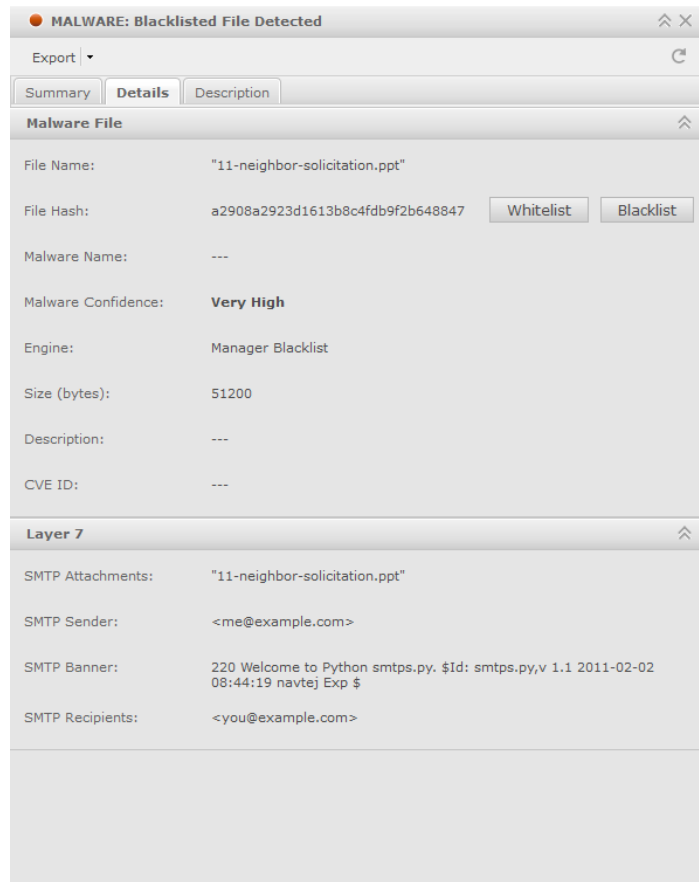 MALWARE: Blacklisted File Detected
Export
Summary Details Description
Malware File
File Name: "11-neighbor-solicitation.ppt"
File Hash: a2908a2923d1613b8c4fdb9f2b648847 Whitelist Blacklist
Malware Name: ---
Malware Confidence: Very High
Engine: Manager Blacklist
Size (bytes): 51200
Description: ---
CVE ID: ---
Layer 7
SMTP Attachments: "11-neighbor-solicitation.ppt"
SMTP Sender: <me@example.com>
SMTP Banner: 220 Welcome to Python smtps.py. $Id: smtps.py,v 1.1 2011-02-02
08:44:19 navtej Exp $
SMTP Recipients: <you@example.com>